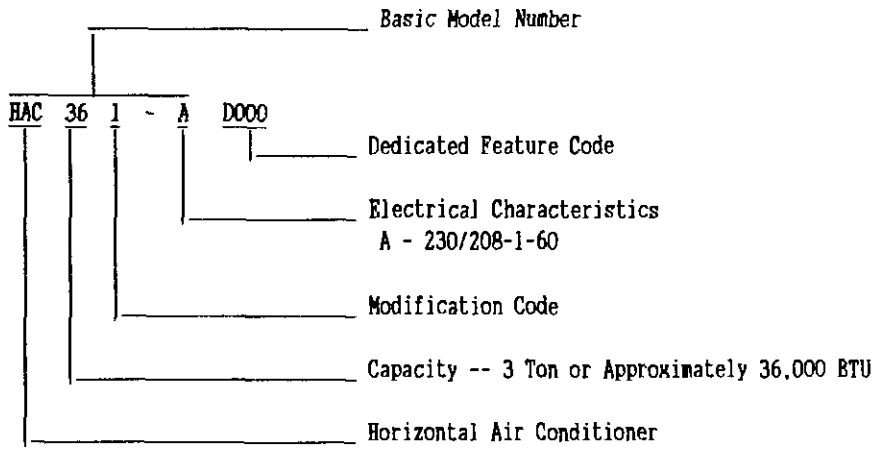 Basic Model Number
HAC 36 1 - A D000
Dedicated Feature Code
Electrical Characteristics
A - 230/208-1-60
Modification Code
Capacity -- 3 Ton or Approximately 36,000 BTU
Horizontal Air Conditioner